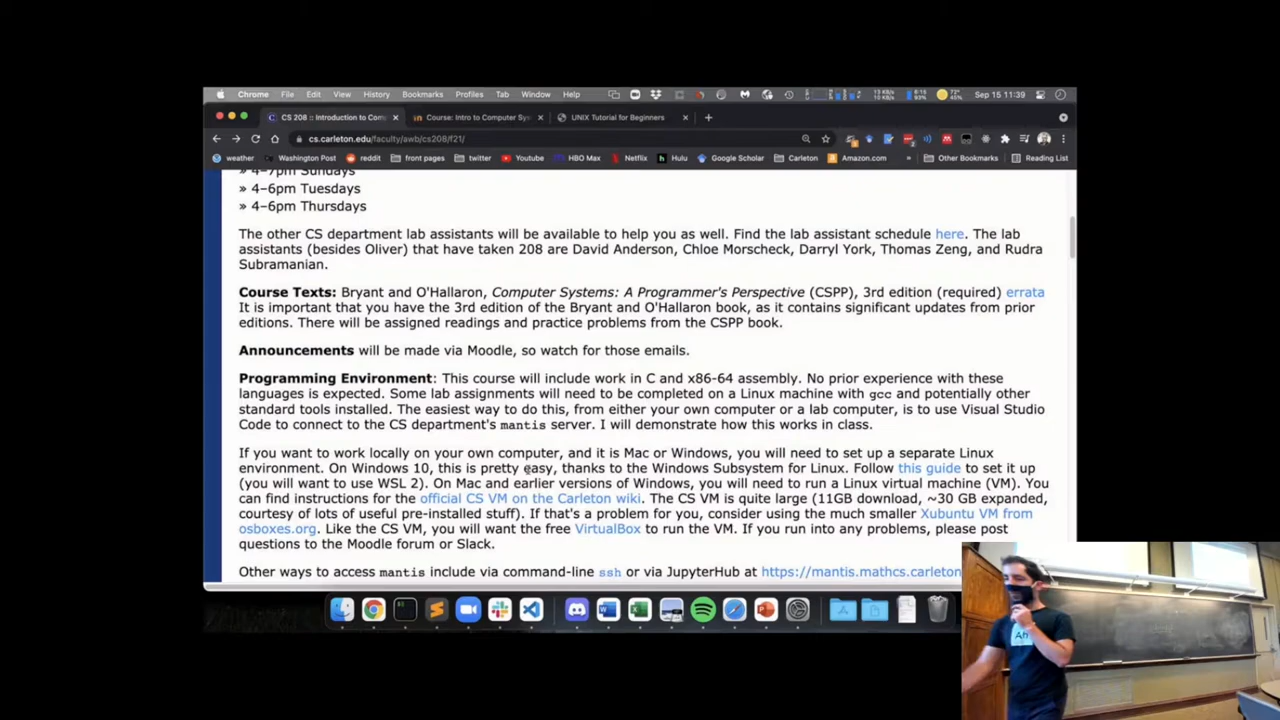 Chrome File Edit View History Bookmarks Profiles Tab Window Help Sep 15 11:39
CS 208 :: Introduction to Com Course: Intro to Computer Sys UNIX Tutorial for Beginners
cs.carleton.edu/faculty/awb/cs208/f21/
weather Washington Post reddit front pages twitter Youtube HBO Max Netflix Hulu Google Scholar Carleton Amazon.com » Other Bookmarks Reading List
» 4–7pm Sundays
» 4–6pm Tuesdays
» 4–6pm Thursdays
The other CS department lab assistants will be available to help you as well. Find the lab assistant schedule here. The lab
assistants (besides Oliver) that have taken 208 are David Anderson, Chloe Morscheck, Darryl York, Thomas Zeng, and Rudra
Subramanian.
Course Texts: Bryant and O'Hallaron, Computer Systems: A Programmer's Perspective (CSPP), 3rd edition (required) errata
It is important that you have the 3rd edition of the Bryant and O'Hallaron book, as it contains significant updates from prior
editions. There will be assigned readings and practice problems from the CSPP book.
Announcements will be made via Moodle, so watch for those emails.
Programming Environment: This course will include work in C and x86-64 assembly. No prior experience with these
languages is expected. Some lab assignments will need to be completed on a Linux machine with gcc and potentially other
standard tools installed. The easiest way to do this, from either your own computer or a lab computer, is to use Visual Studio
Code to connect to the CS department's mantis server. I will demonstrate how this works in class.
If you want to work locally on your own computer, and it is Mac or Windows, you will need to set up a separate Linux
environment. On Windows 10, this is pretty easy, thanks to the Windows Subsystem for Linux. Follow this guide to set it up
(you will want to use WSL 2). On Mac and earlier versions of Windows, you will need to run a Linux virtual machine (VM). You
can find instructions for the official CS VM on the Carleton wiki. The CS VM is quite large (11GB download, ~30 GB expanded,
courtesy of lots of useful pre-installed stuff). If that's a problem for you, consider using the much smaller Xubuntu VM from
osboxes.org. Like the CS VM, you will want the free VirtualBox to run the VM. If you run into any problems, please post
questions to the Moodle forum or Slack.
Other ways to access mantis include via command-line ssh or via JupyterHub at https://mantis.mathcs.carleton
Ah